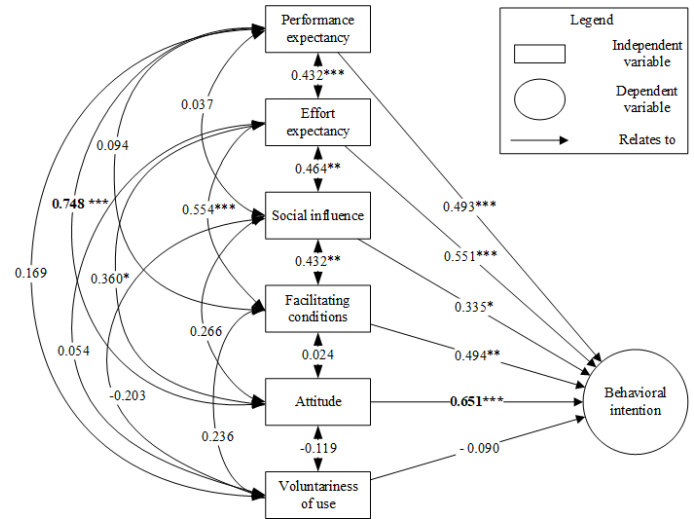 Performance
expectancy
Legend
Independent
variable
Dependent
variable
Relates to
0.432***
0.037
Effort
expectancy
0.094
0.464**
0.748 ***
0.554***
Social influence
0.493***
0.551***
0.169
0.360*
0.432**
Facilitating
conditions
0.335*
0.266
0.494**
0.054
0.024
-0.203
Attitude
0.651***
Behavioral
intention
0.236
-0.119
- 0.090
Voluntariness
of use